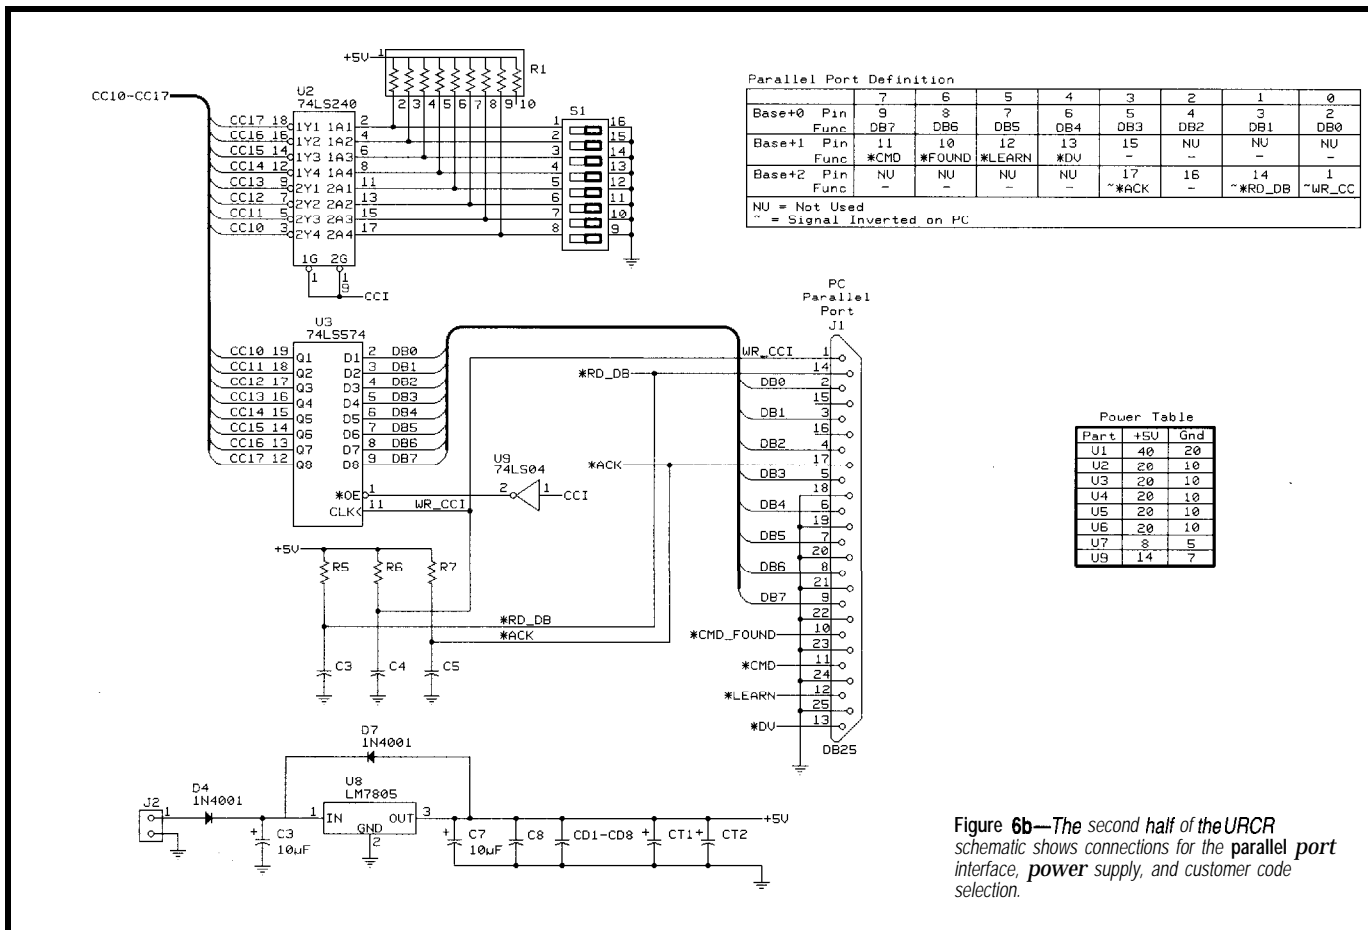 +5V 1
R1
2 3 4 5 6 7 8 9 10
CC10-CC17
U2
74LS240
CC17 18 1Y1 1A1 2
CC16 16 1Y2 1A2 4
CC15 14 1Y3 1A3 6
CC14 12 1Y4 1A4 8
CC13 9 2Y1 2A1 11
CC12 7 2Y2 2A2 13
CC11 5 2Y3 2A3 15
CC10 3 2Y4 2A4 17
1G 2G
1 19
CCI
S1
1 16
2 15
3 14
4 13
5 12
6 11
7 10
8 9
Parallel Port Definition
7 6 5 4 3 2 1 0
Base+0 Pin 9 8 7 6 5 4 3 2
Func DB7 DB6 DB5 DB4 DB3 DB2 DB1 DB0
Base+1 Pin 11 10 12 13 15 NU NU NU
Func *CMD *FOUND *LEARN *DV - - - -
Base+2 Pin NU NU NU NU 17 16 14 1
Func - - - - ~*ACK - ~*RD_DB ~WR_CC
NU = Not Used
~ = Signal Inverted on PC
U3
74LS574
CC10 19 Q1 D1 2 DB0
CC11 18 Q2 D2 3 DB1
CC12 17 Q3 D3 4 DB2
CC13 16 Q4 D4 5 DB3
CC14 15 Q5 D5 6 DB4
CC15 14 Q6 D6 7 DB5
CC16 13 Q7 D7 8 DB6
CC17 12 Q8 D8 9 DB7
*OE 1
CLK 11 WR_CCI
U9
74LS04
2 1 CCI
PC
Parallel
Port
J1
WR_CCI 1
*RD_DB 14
DB0 2
15
DB1 3
16
DB2 4
*ACK 17
DB3 5
18
DB4 6
19
DB5 7
20
DB6 8
21
DB7 9
22
*CMD_FOUND 10
23
*CMD 11
24
*LEARN 12
25
*DV 13
DB25
+5V
R5 R6 R7
*RD_DB
*ACK
C3 C4 C5
Power Table
Part +5V Gnd
U1 40 20
U2 20 10
U3 20 10
U4 20 10
U5 20 10
U6 20 10
U7 8 5
U9 14 7
D7
1N4001
J2
1
D4
1N4001
+ C3
10µF
U8
LM7805
1 IN OUT 3
GND
2
+ C7
10µF
C8
CD1-CD8
+ CT1
+ CT2
+5V
Figure 6b—The second half of the URCR
schematic shows connections for the parallel port
interface, power supply, and customer code
selection.